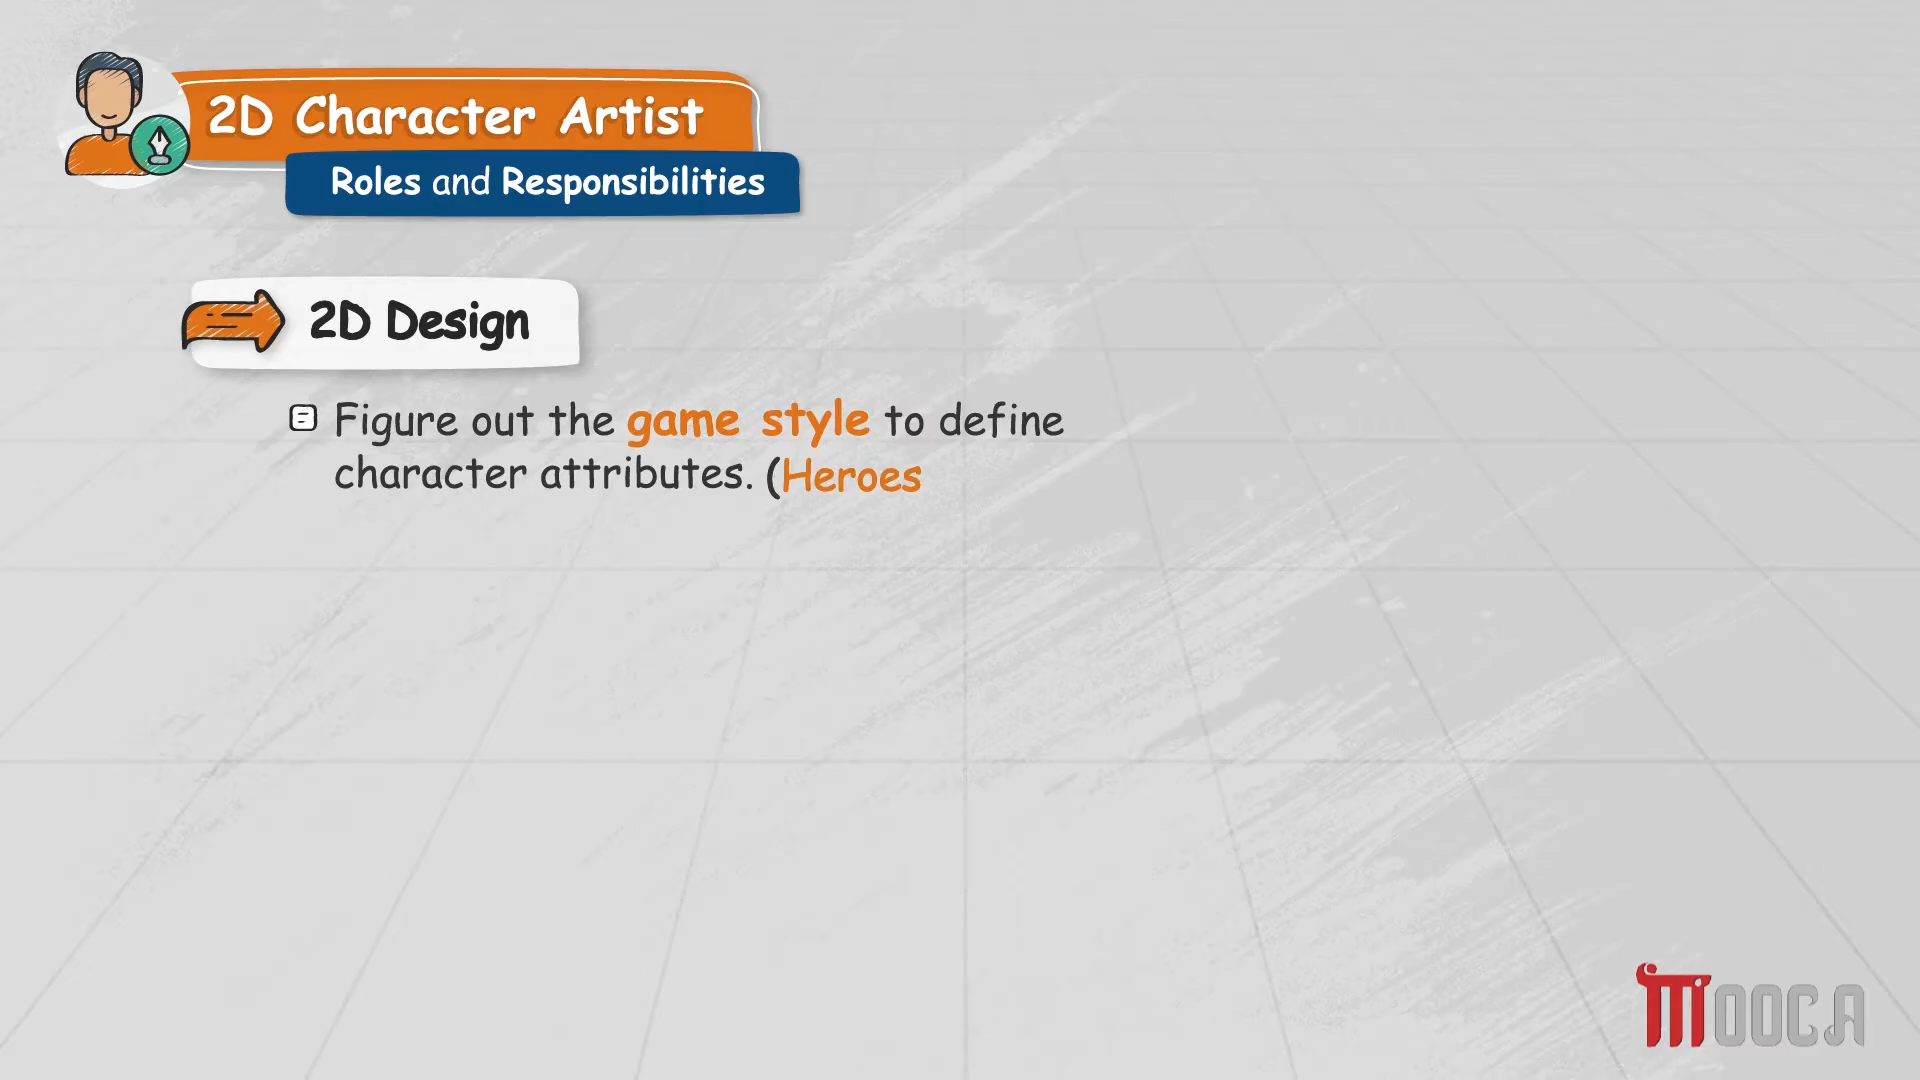 2D Character Artist
Roles and Responsibilities
2D Design
Figure out the game style to define
character attributes. (Heroes
MOOCA